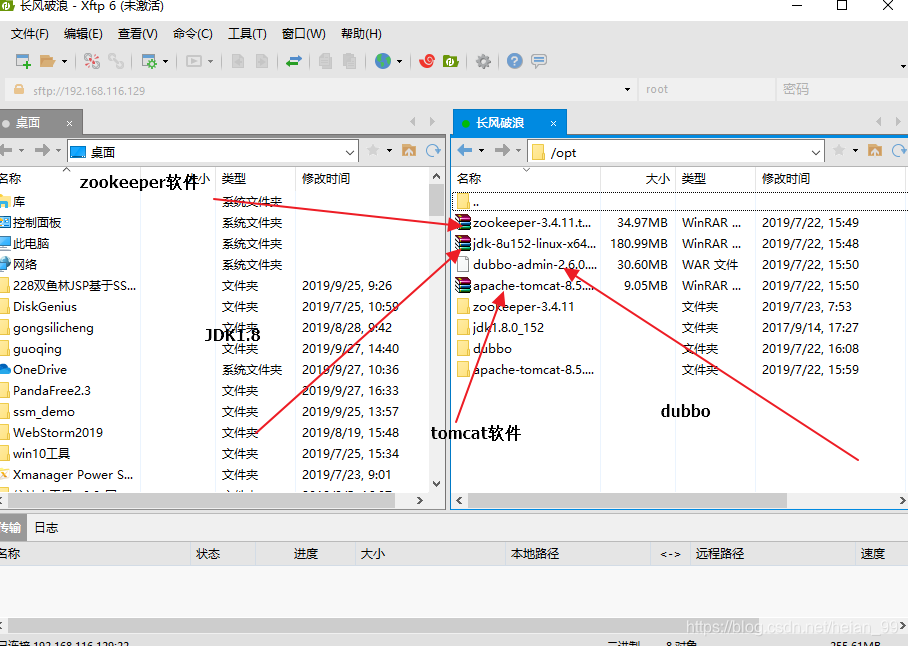 长风破浪 - Xftp 6 (未激活)
文件(F) 编辑(E) 查看(V) 命令(C) 工具(T) 窗口(W) 帮助(H)
sftp://192.168.116.129 root 密码
桌面 × 长风破浪 ×
桌面 /opt
名称 大小 类型 修改时间 名称 大小 类型 修改时间
zookeeper软件
库 系统文件夹 ..
控制面板 系统文件夹 zookeeper-3.4.11.t... 34.97MB WinRAR ... 2019/7/22, 15:49
此电脑 系统文件夹 jdk-8u152-linux-x64... 180.99MB WinRAR ... 2019/7/22, 15:48
网络 系统文件夹 dubbo-admin-2.6.0.... 30.60MB WAR 文件 2019/7/22, 15:50
228双鱼林JSP基于SS... 文件夹 2019/9/25, 9:26 apache-tomcat-8.5.... 9.05MB WinRAR ... 2019/7/22, 15:50
DiskGenius 文件夹 2019/7/25, 10:59 zookeeper-3.4.11 文件夹 2019/7/23, 7:53
gongsilicheng 文件夹 2019/8/28, 9:42 jdk1.8.0_152 文件夹 2017/9/14, 17:27
JDK1.8
guoqing 文件夹 2019/9/27, 14:40 dubbo 文件夹 2019/7/22, 16:08
OneDrive 系统文件夹 2019/9/27, 10:36 apache-tomcat-8.5.... 文件夹 2019/7/22, 15:59
PandaFree2.3 文件夹 2019/9/27, 16:33
ssm_demo 文件夹 2019/9/25, 13:57 dubbo
WebStorm2019 文件夹 2019/8/19, 15:48 tomcat软件
win10工具 文件夹 2019/7/25, 15:34
Xmanager Power S... 文件夹 2019/7/23, 9:01
传输 日志
名称 状态 进度 大小 本地路径 <-> 远程路径 速度
https://blog.csdn.net/heian_99
已连接 192.168.116.129:22 二进制 8 对象 255.61MB